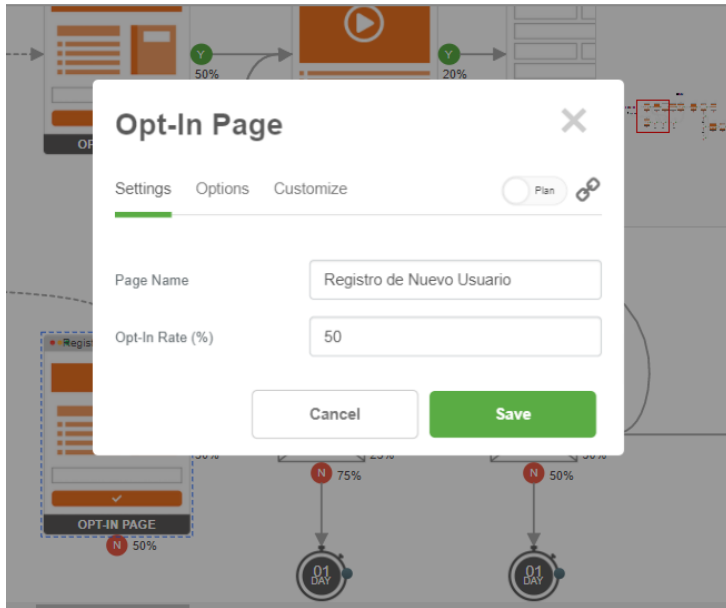 Y
50%
Y
20%
Opt-In Page
Settings Options Customize Plan
Page Name Registro de Nuevo Usuario
Opt-In Rate (%) 50
Cancel Save
N 75%
N 50%
OPT-IN PAGE
N 50%
01
DAY
01
DAY